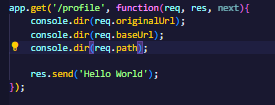 app.get('/profile', function(req, res, next){
    console.dir(req.originalUrl);
    console.dir(req.baseUrl);
    console.dir(req.path);

    res.send('Hello World');
});